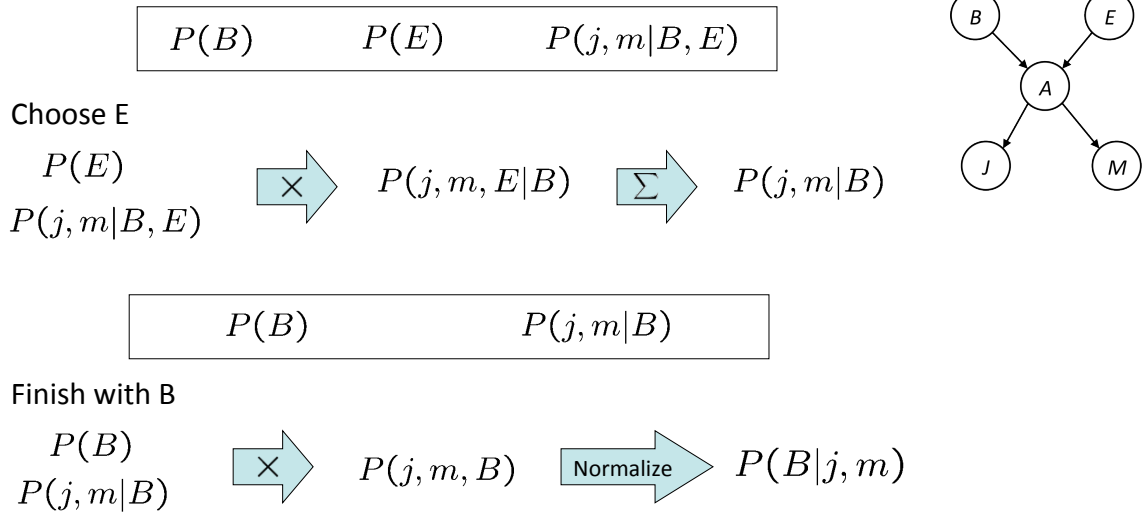 P(B) P(E) P(j, m|B, E)
B E
A
J M
Choose E
P(E)
P(j, m|B, E)
× P(j, m, E|B) Σ P(j, m|B)
P(B) P(j, m|B)
Finish with B
P(B)
P(j, m|B)
× P(j, m, B) Normalize P(B|j, m)